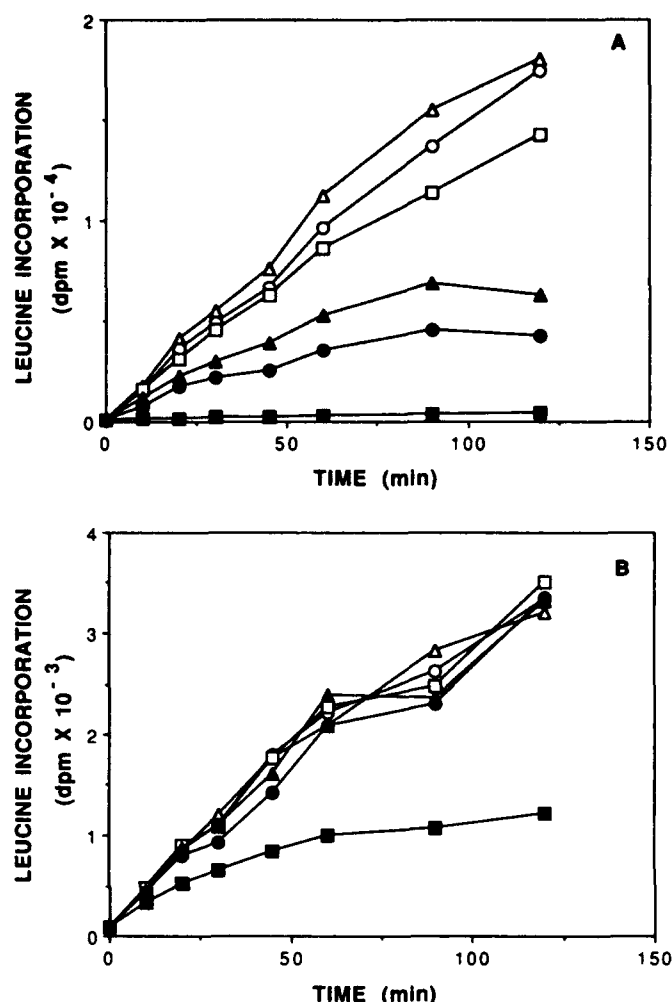 A
LEUCINE INCORPORATION
(dpm X 10⁻⁴)
2
1
0
0 50 100 150
TIME (min)
B
LEUCINE INCORPORATION
(dpm X 10⁻³)
4
3
2
1
0
0 50 100 150
TIME (min)